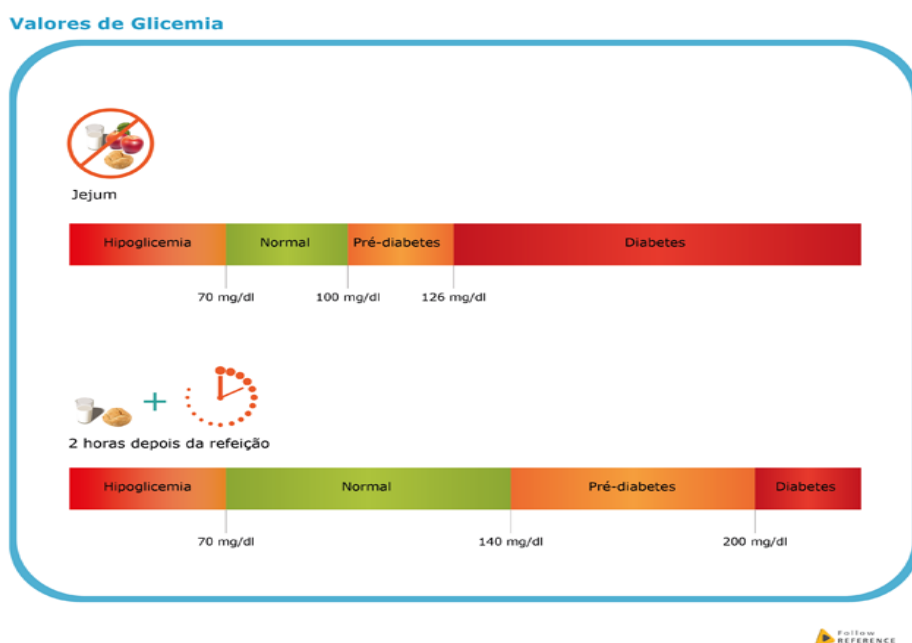 Valores de Glicemia
Jejum
Hipoglicemia Normal Pré-diabetes Diabetes
70 mg/dl 100 mg/dl 126 mg/dl
2 horas depois da refeição
Hipoglicemia Normal Pré-diabetes Diabetes
70 mg/dl 140 mg/dl 200 mg/dl
Follow
REFERENCE